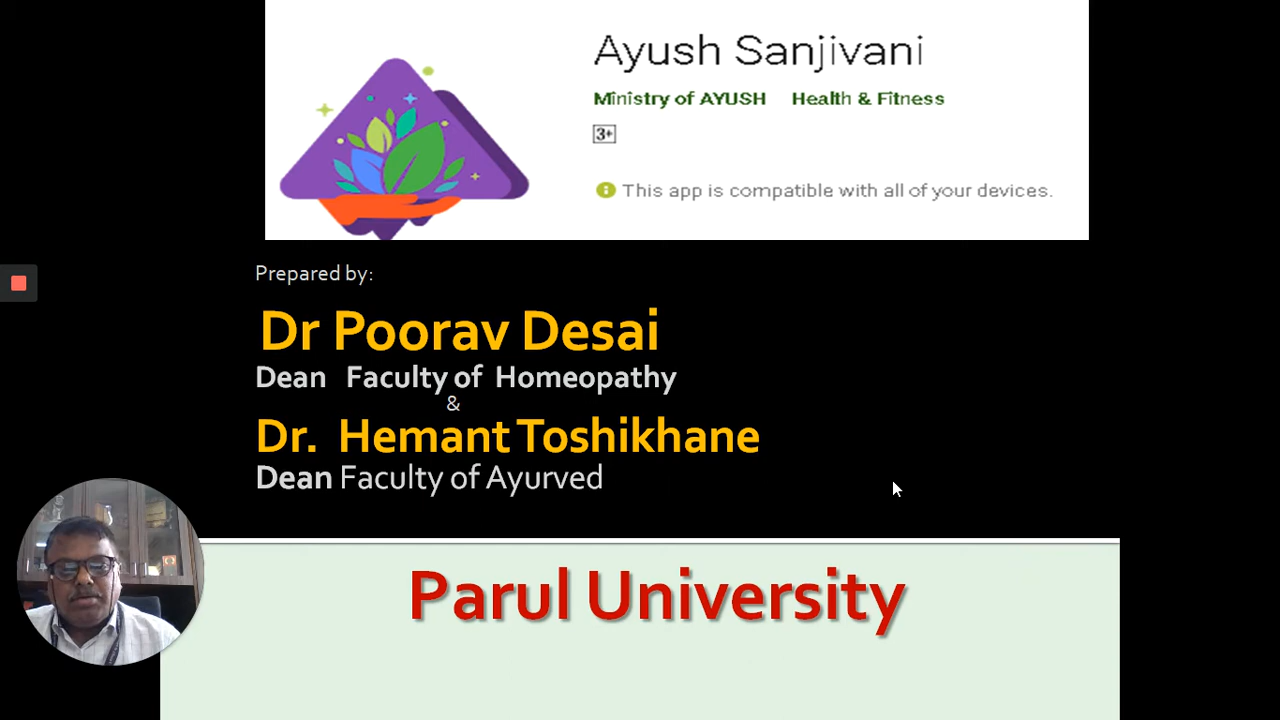 Ayush Sanjivani
Ministry of AYUSH Health & Fitness
3+
This app is compatible with all of your devices.
Prepared by:
Dr Poorav Desai
Dean Faculty of Homeopathy
&
Dr. Hemant Toshikhane
Dean Faculty of Ayurved
Parul University